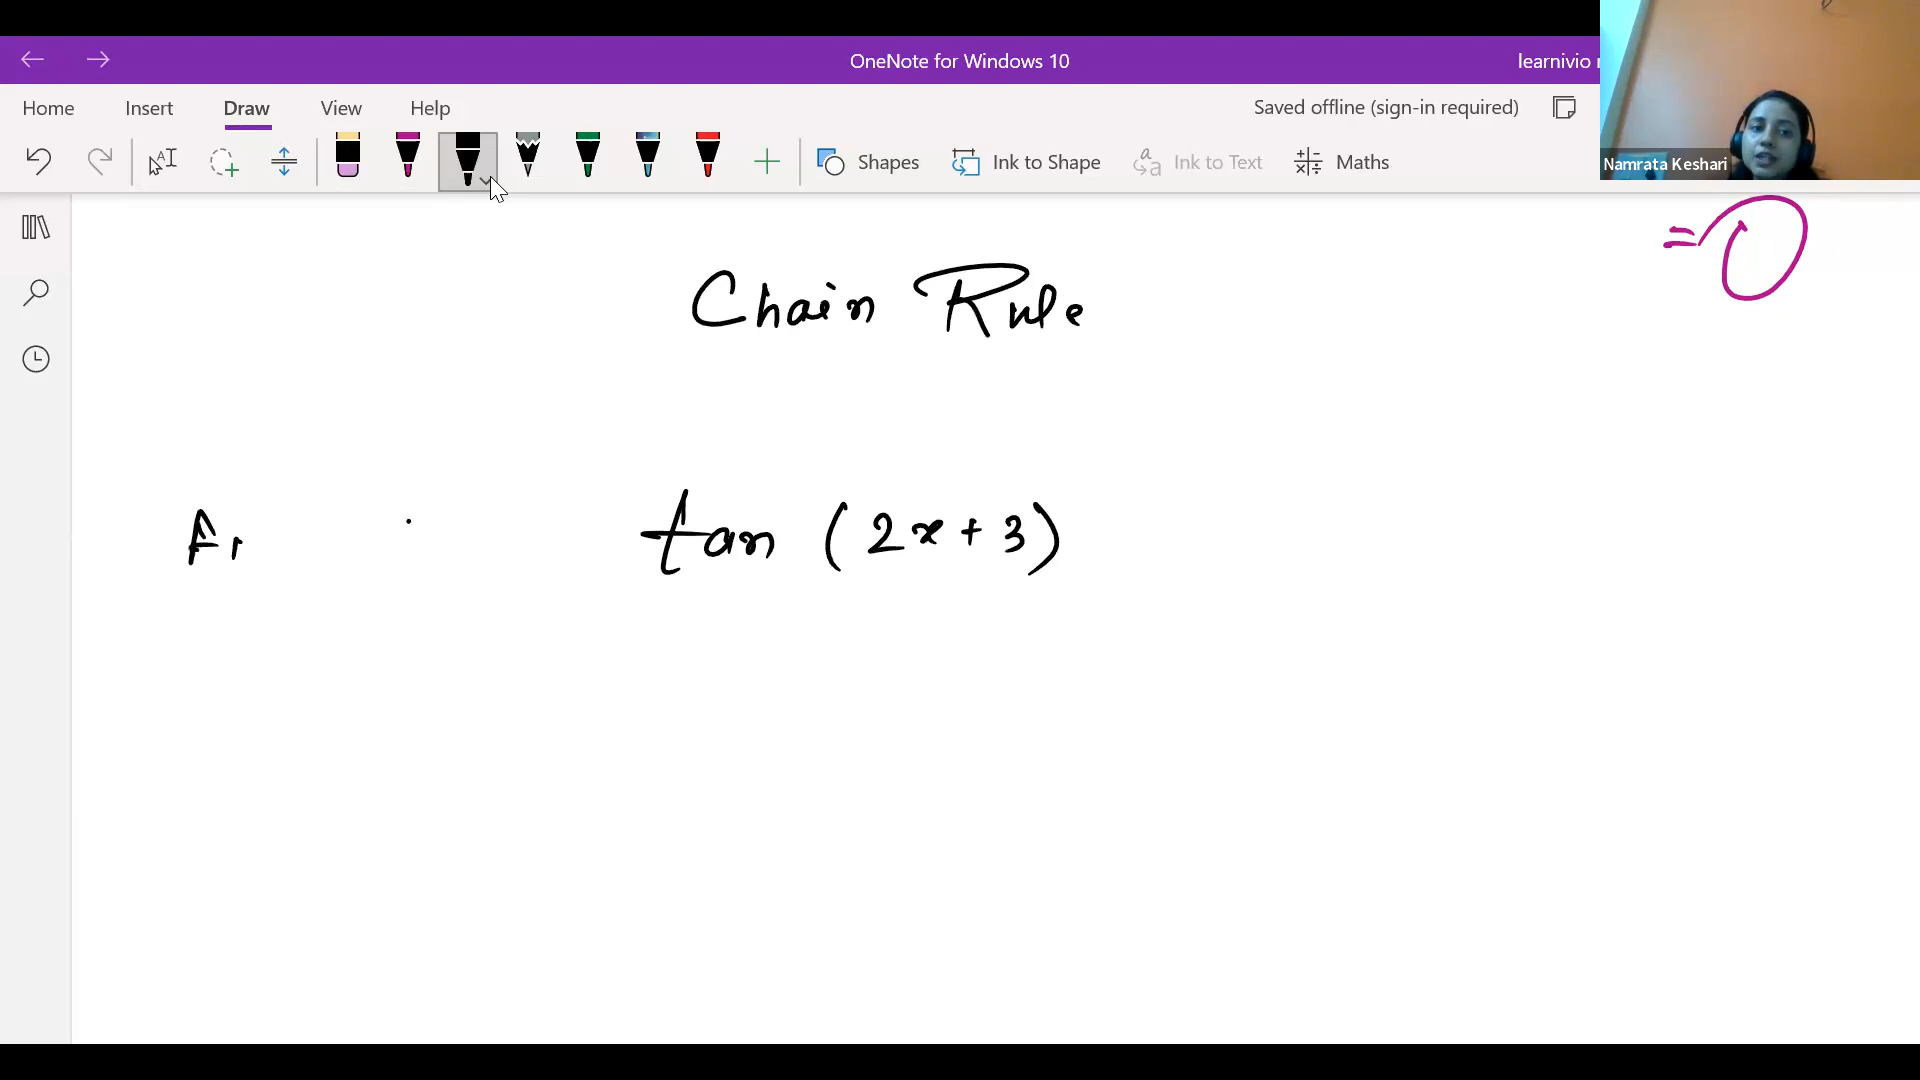 OneNote for Windows 10
learnivio
Home Insert Draw View Help
Saved offline (sign-in required)
Shapes Ink to Shape Ink to Text Maths
Namrata Keshari
= 0
Chain Rule
tan (2x + 3)